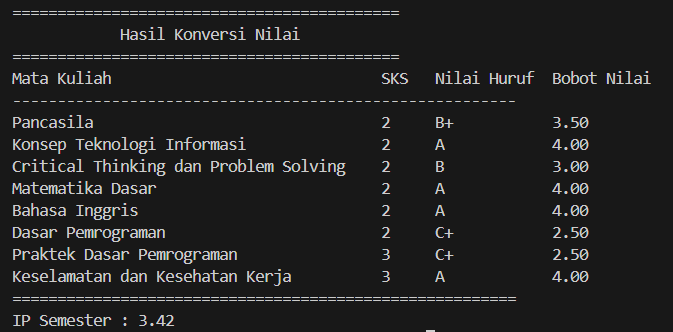 ===========================================
Hasil Konversi Nilai
===========================================
Mata Kuliah SKS Nilai Huruf Bobot Nilai
--------------------------------------------------------
Pancasila 2 B+ 3.50
Konsep Teknologi Informasi 2 A 4.00
Critical Thinking dan Problem Solving 2 B 3.00
Matematika Dasar 2 A 4.00
Bahasa Inggris 2 A 4.00
Dasar Pemrograman 2 C+ 2.50
Praktek Dasar Pemrograman 3 C+ 2.50
Keselamatan dan Kesehatan Kerja 3 A 4.00
========================================================
IP Semester : 3.42